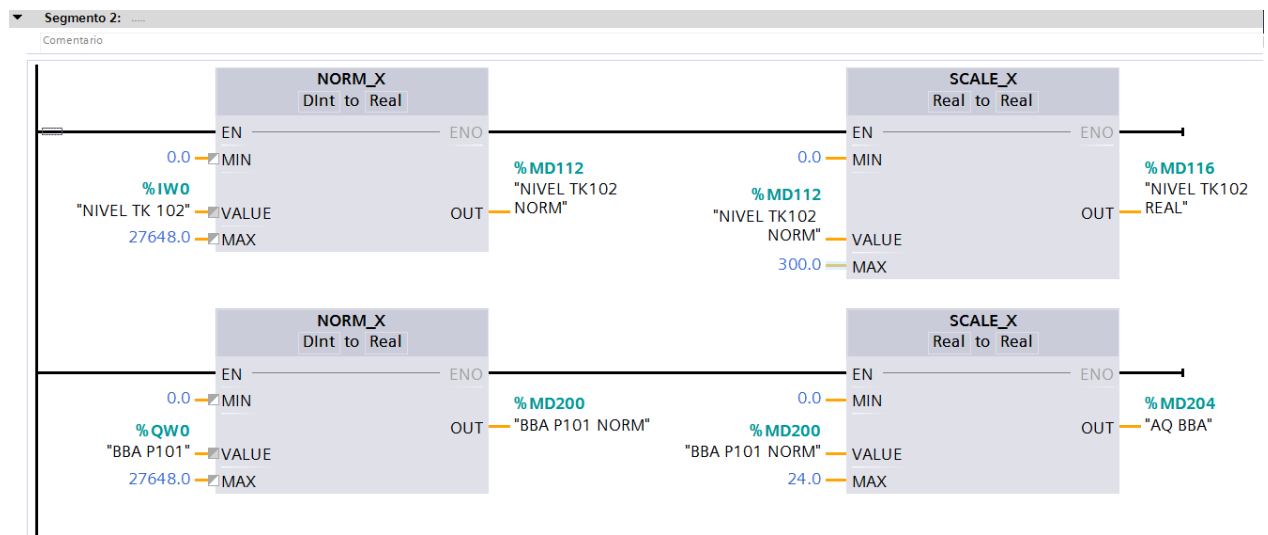 Segmento 2: .....
Comentario
NORM_X
DInt to Real
EN
ENO
0.0
MIN
%IW0
"NIVEL TK 102"
VALUE
27648.0
MAX
OUT
%MD112
"NIVEL TK102
NORM"
SCALE_X
Real to Real
EN
ENO
0.0
MIN
%MD112
"NIVEL TK102
NORM"
VALUE
300.0
MAX
OUT
%MD116
"NIVEL TK102
REAL"
NORM_X
DInt to Real
EN
ENO
0.0
MIN
%QW0
"BBA P101"
VALUE
27648.0
MAX
OUT
%MD200
"BBA P101 NORM"
SCALE_X
Real to Real
EN
ENO
0.0
MIN
%MD200
"BBA P101 NORM"
VALUE
24.0
MAX
OUT
%MD204
"AQ BBA"